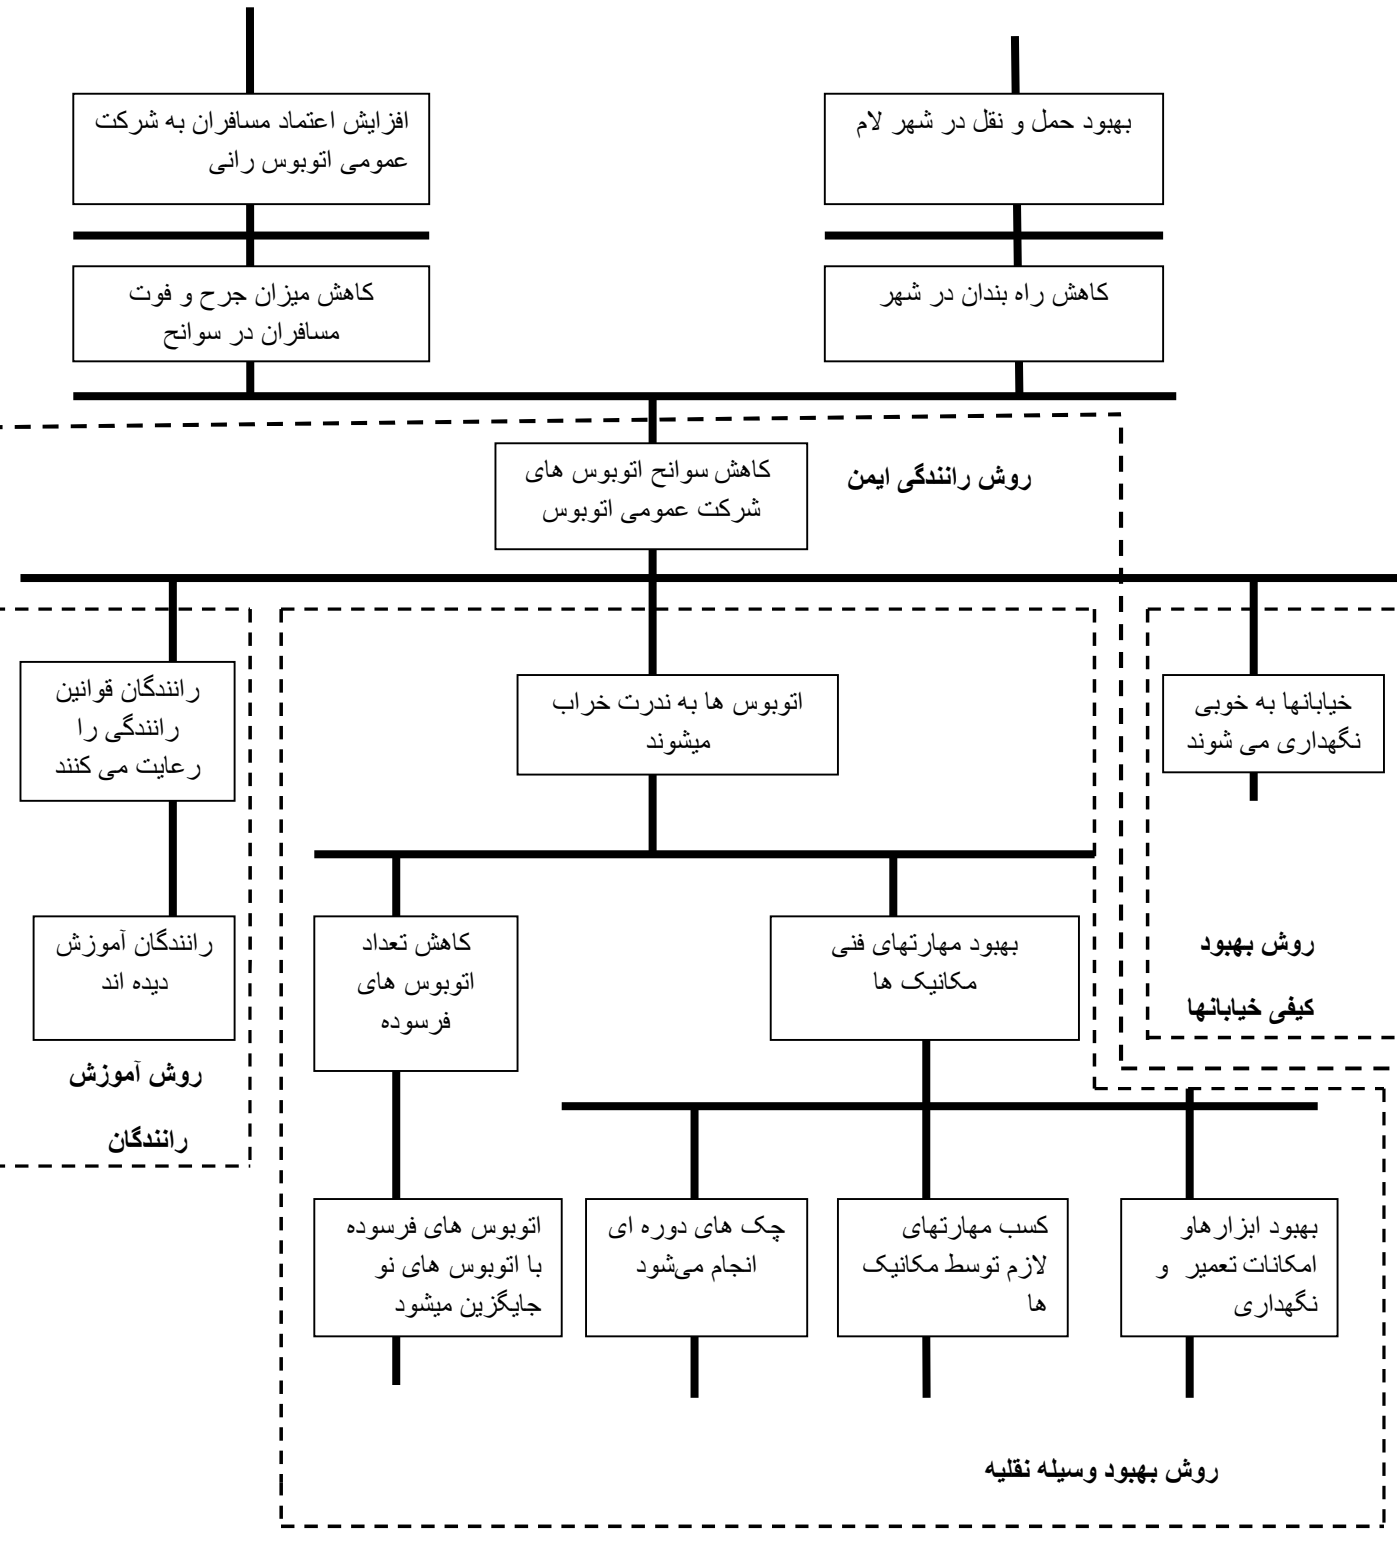 افزایش اعتماد مسافران به شرکت
عمومی اتوبوس رانی
بهبود حمل و نقل در شهر لام
کاهش میزان جرح و فوت
مسافران در سوانح
کاهش راه بندان در شهر
کاهش سوانح اتوبوس های
شرکت عمومی اتوبوس
روش رانندگی ایمن
رانندگان قوانین
رانندگی را
رعایت می کنند
اتوبوس ها به ندرت خراب
میشوند
خیابانها به خوبی
نگهداری می شوند
رانندگان آموزش
دیده اند
کاهش تعداد
اتوبوس های
فرسوده
بهبود مهارتهای فنی
مکانیک ها
روش بهبود
کیفی خیابانها
روش آموزش
رانندگان
اتوبوس های فرسوده
با اتوبوس های نو
جایگزین میشود
چک های دوره ای
انجام می‌شود
کسب مهارتهای
لازم توسط مکانیک
ها
بهبود ابزارهاو
امکانات تعمیر و
نگهداری
روش بهبود وسیله نقلیه